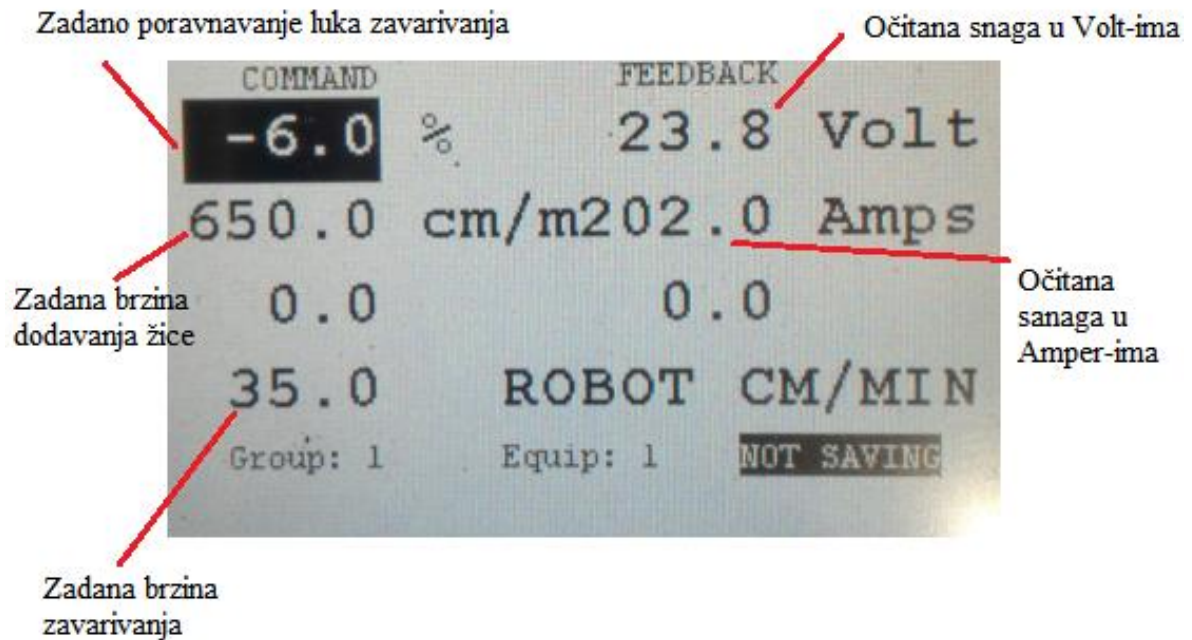 Zadano poravnavanje luka zavarivanja
Očitana snaga u Volt-ima
COMMAND FEEDBACK
-6.0 % 23.8 Volt
650.0 cm/m202.0 Amps
0.0 0.0
35.0 ROBOT CM/MIN
Group: 1 Equip: 1 NOT SAVING
Zadana brzina
dodavanja žice
Očitana
sanaga u
Amper-ima
Zadana brzina
zavarivanja